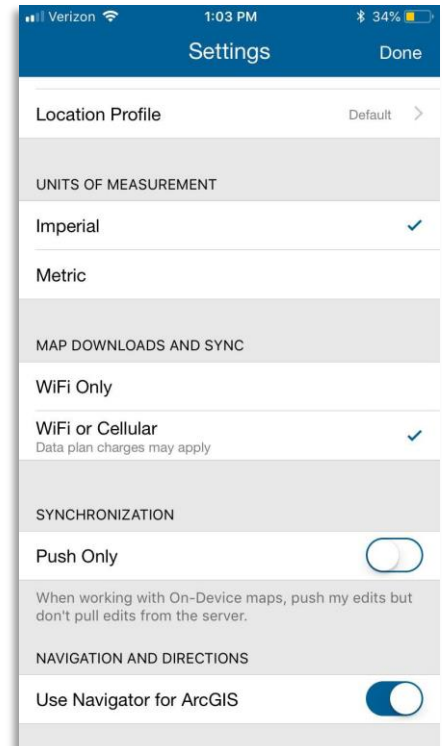 Verizon 1:03 PM 34%
Settings Done
Location Profile Default
UNITS OF MEASUREMENT
Imperial
Metric
MAP DOWNLOADS AND SYNC
WiFi Only
WiFi or Cellular
Data plan charges may apply
SYNCHRONIZATION
Push Only
When working with On-Device maps, push my edits but
don't pull edits from the server.
NAVIGATION AND DIRECTIONS
Use Navigator for ArcGIS